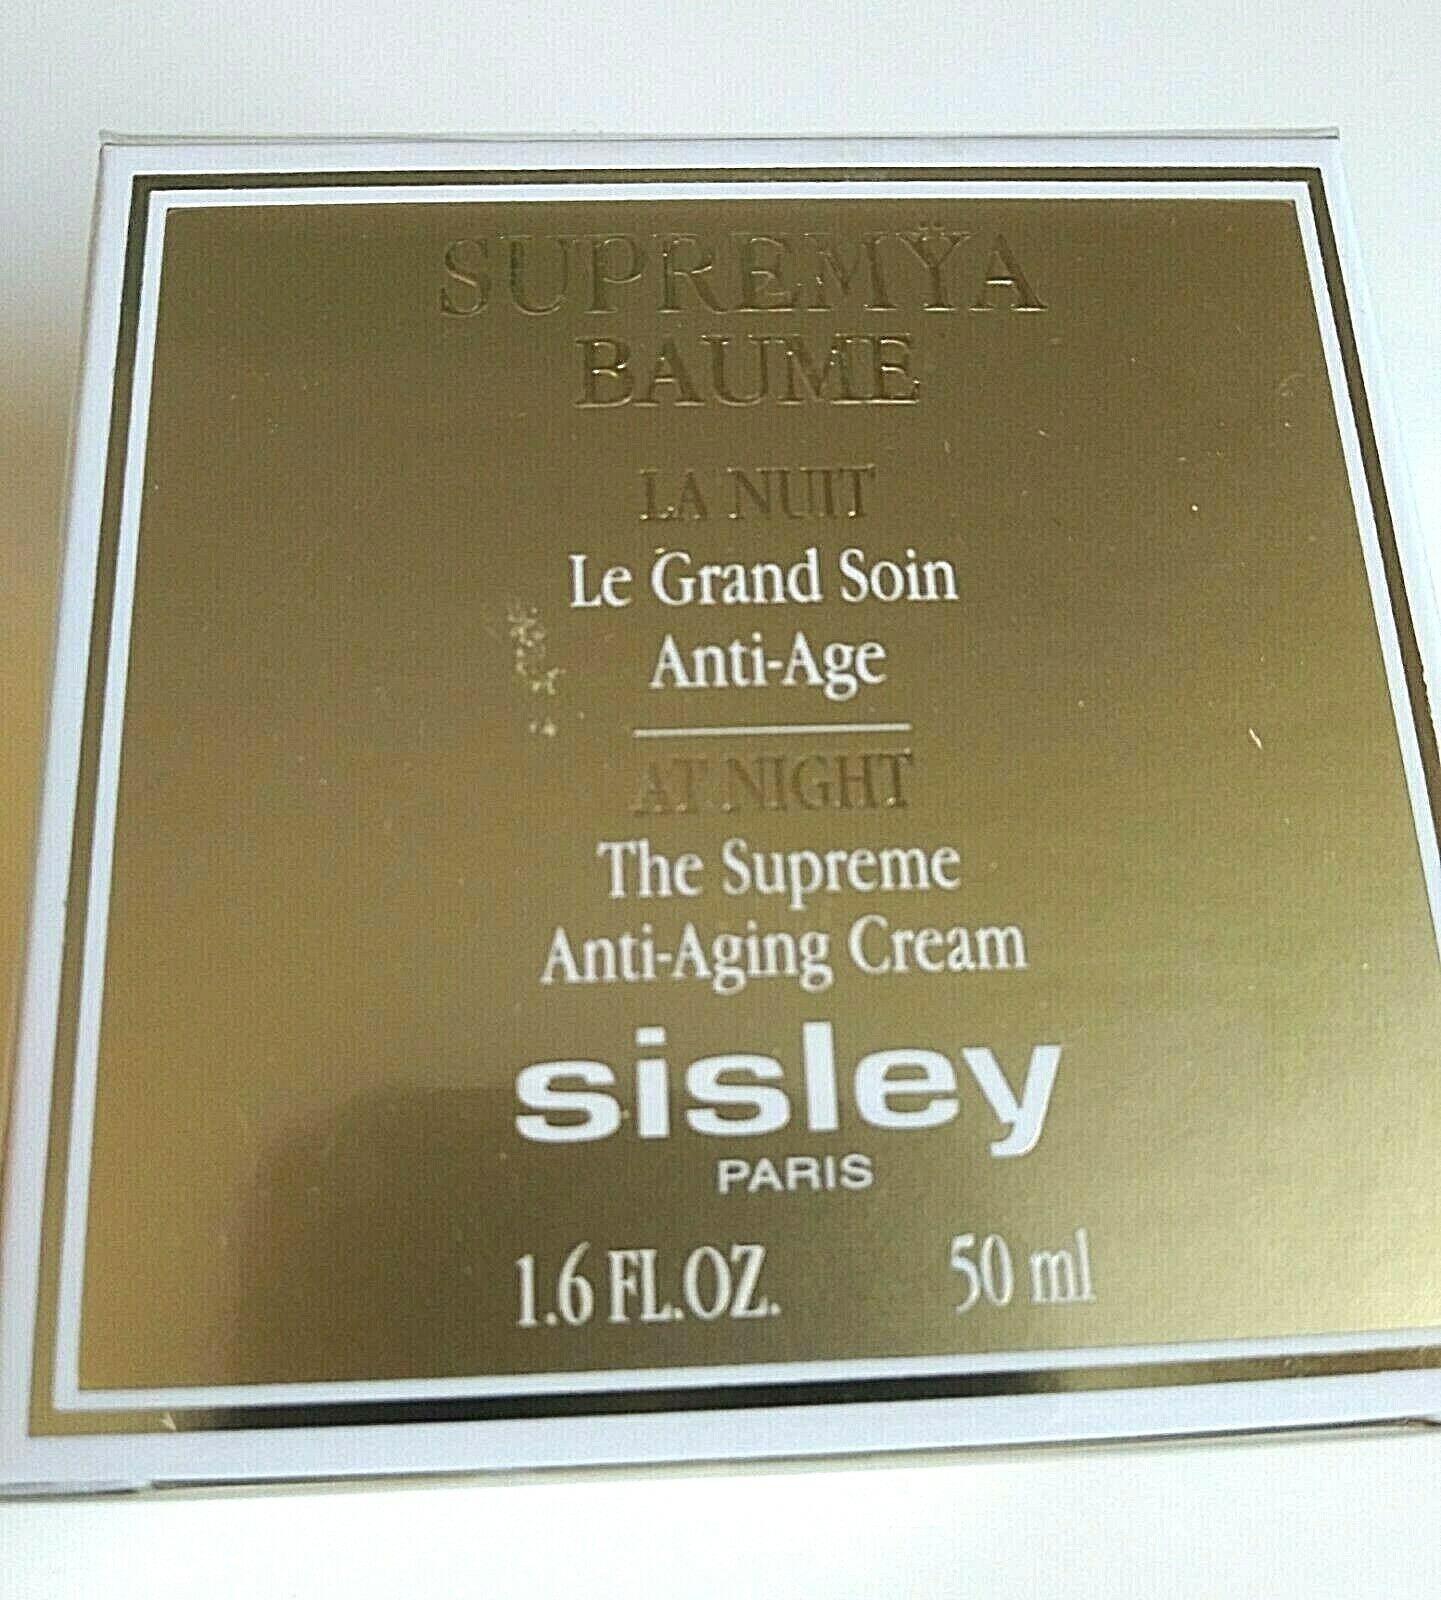 SUPREMŸA
BAUME
LA NUIT
Le Grand Soin
Anti-Age
AT NIGHT
The Supreme
Anti-Aging Cream
sisley
PARIS
1.6 FL.OZ. 50 ml